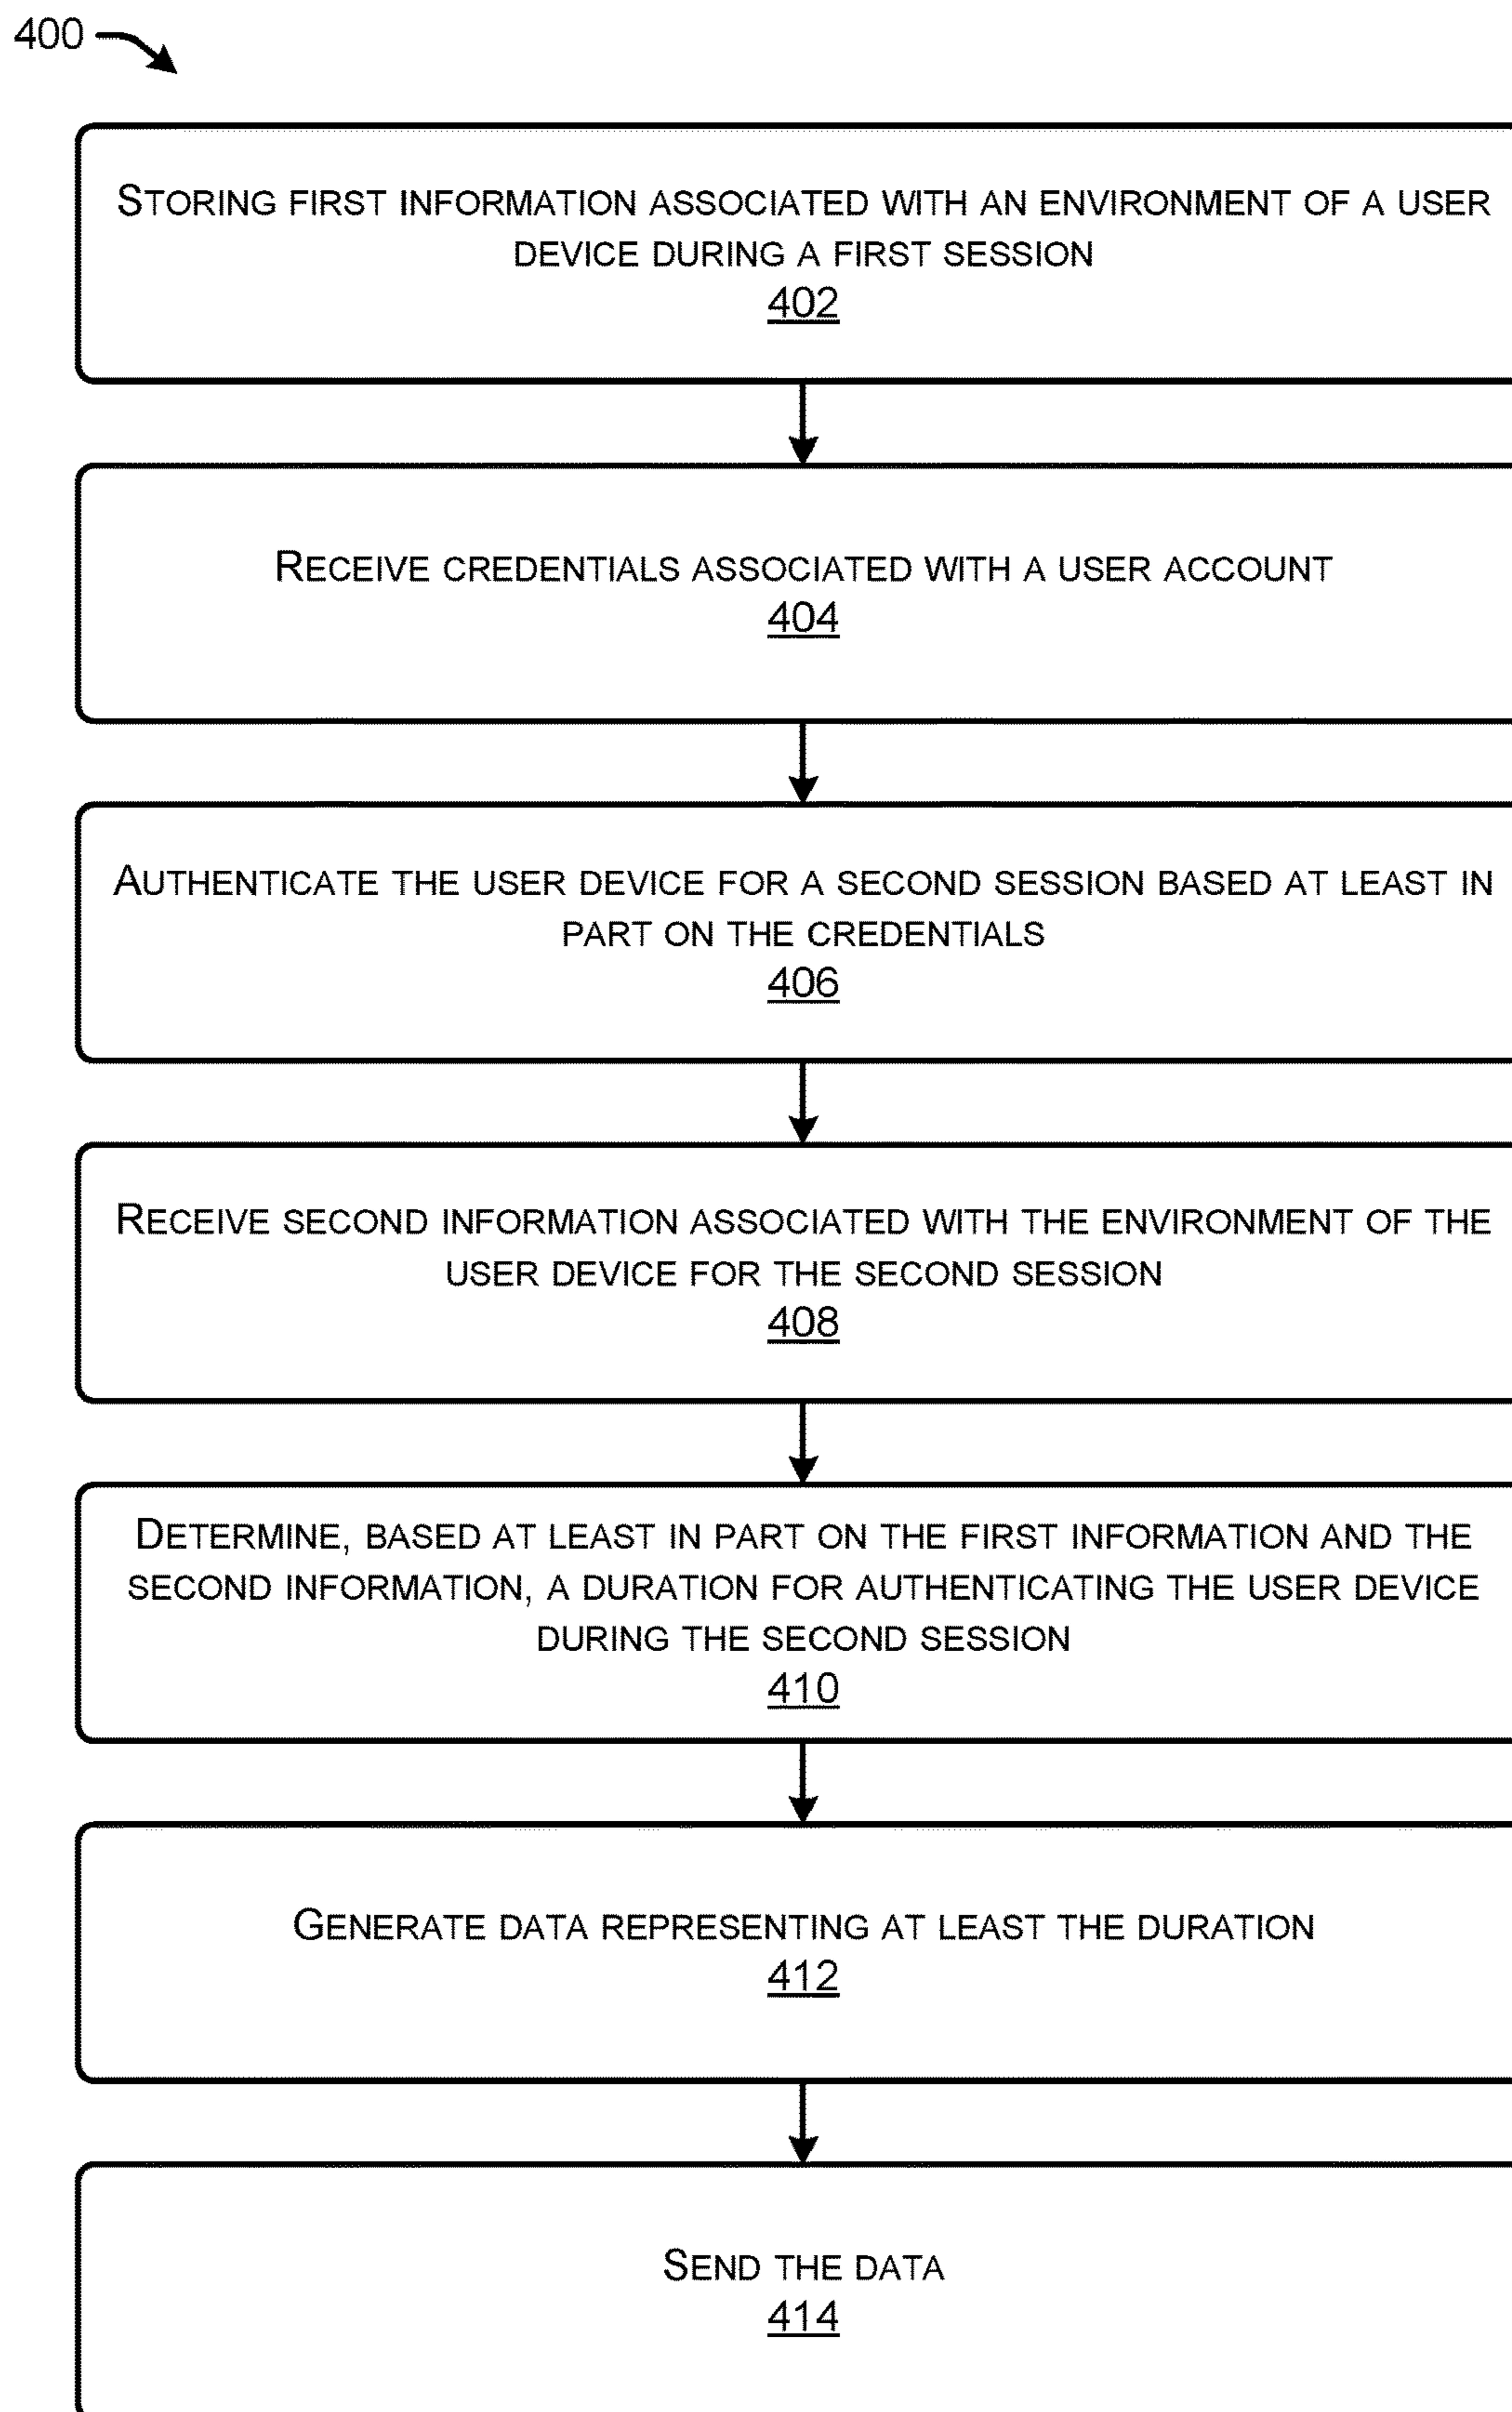 400
STORING FIRST INFORMATION ASSOCIATED WITH AN ENVIRONMENT OF A USER
DEVICE DURING A FIRST SESSION
402
RECEIVE CREDENTIALS ASSOCIATED WITH A USER ACCOUNT
404
AUTHENTICATE THE USER DEVICE FOR A SECOND SESSION BASED AT LEAST IN
PART ON THE CREDENTIALS
406
RECEIVE SECOND INFORMATION ASSOCIATED WITH THE ENVIRONMENT OF THE
USER DEVICE FOR THE SECOND SESSION
408
DETERMINE, BASED AT LEAST IN PART ON THE FIRST INFORMATION AND THE
SECOND INFORMATION, A DURATION FOR AUTHENTICATING THE USER DEVICE
DURING THE SECOND SESSION
410
GENERATE DATA REPRESENTING AT LEAST THE DURATION
412
SEND THE DATA
414